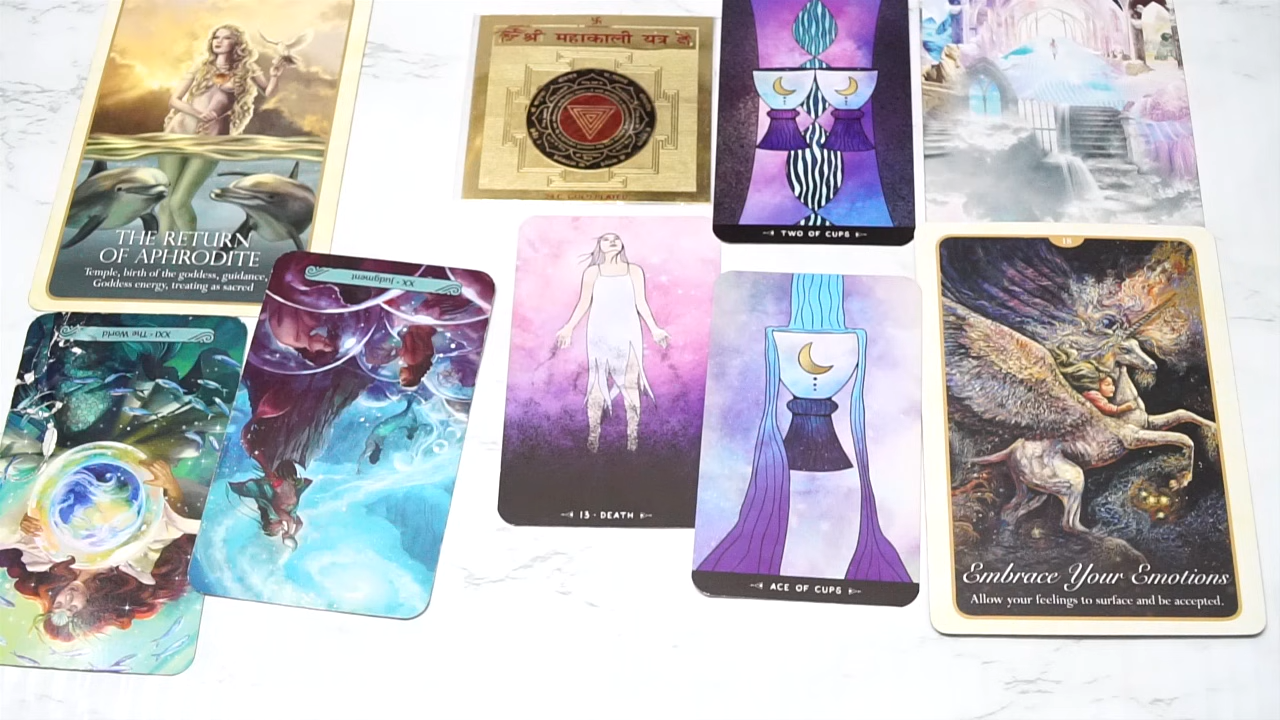 श्री महाकाली यंत्र
TWO OF CUPS
THE RETURN
OF APHRODITE
Temple, birth of the goddess, guidance,
Goddess energy, treating as sacred
XX · Judgment
XXI · The World
13 · DEATH
ACE OF CUPS
18
Embrace Your Emotions
Allow your feelings to surface and be accepted.